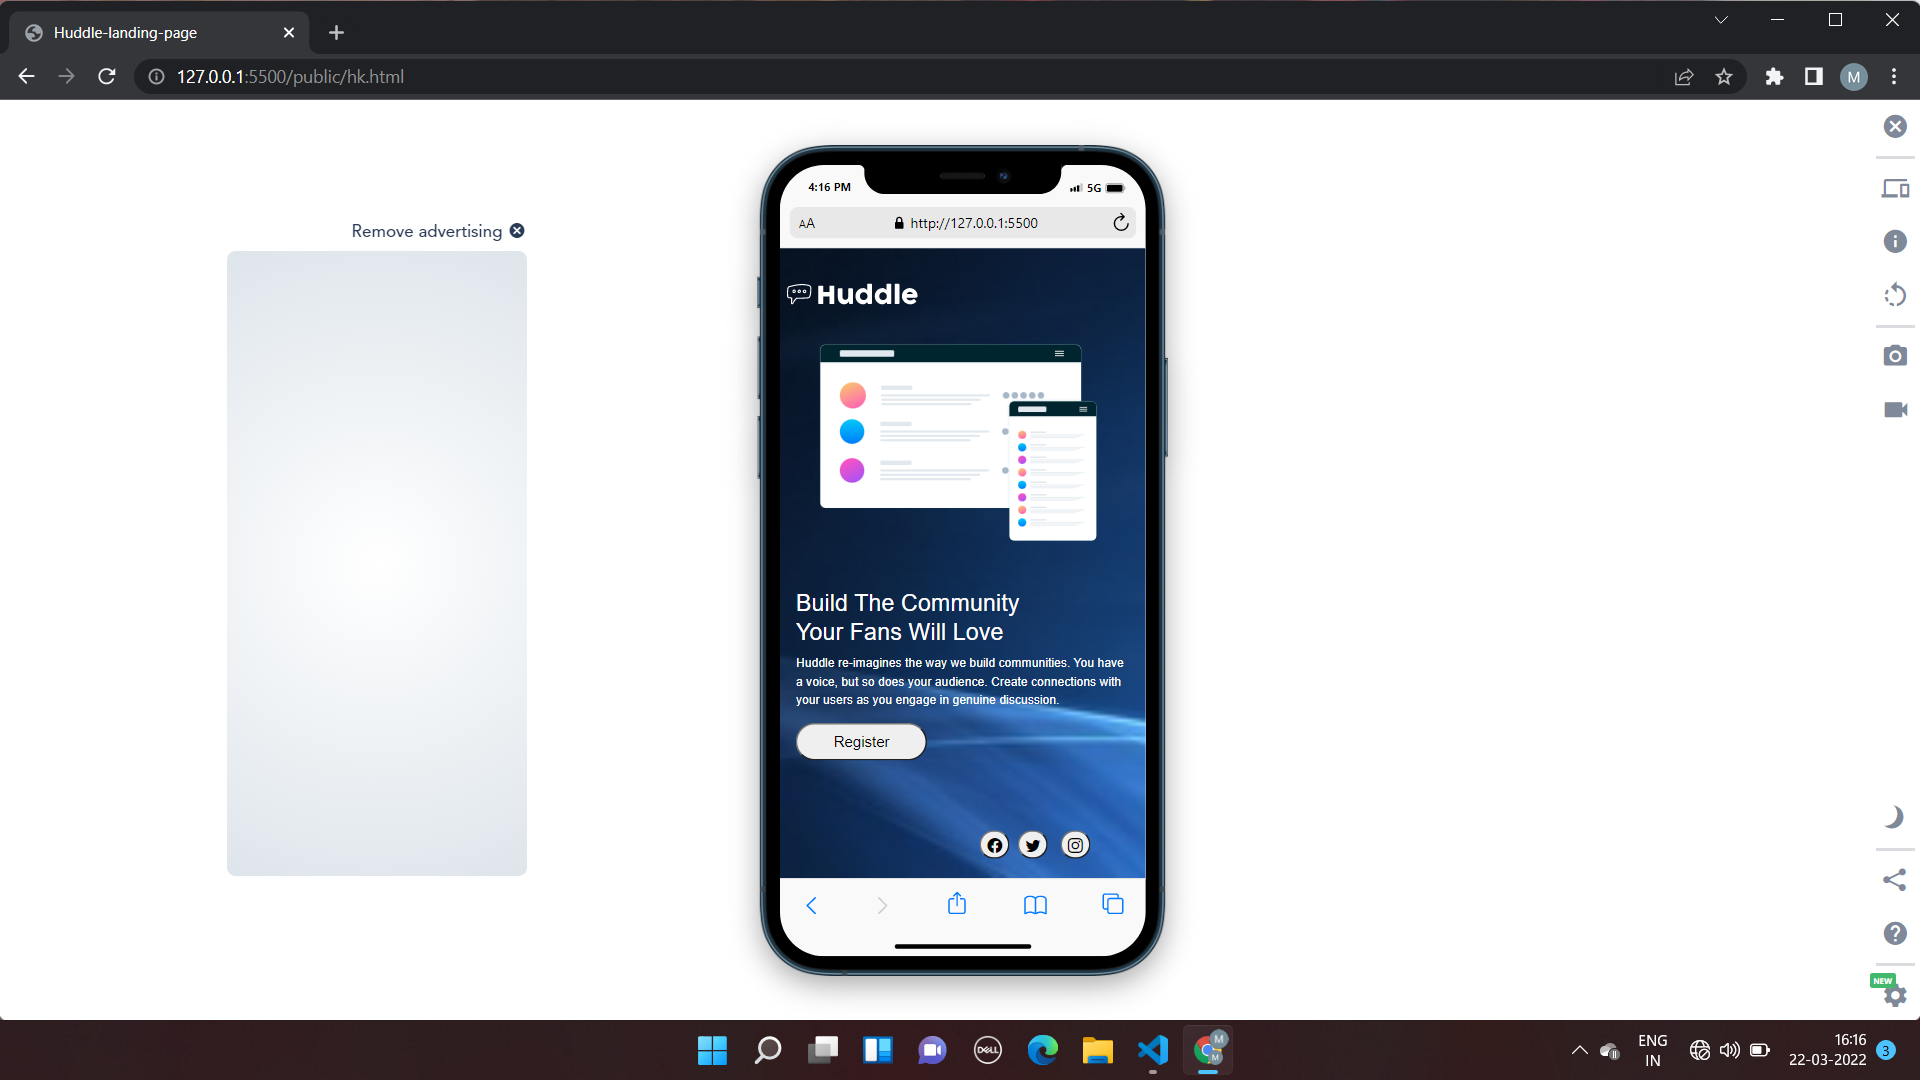 Huddle-landing-page
127.0.0.1:5500/public/hk.html
M
Remove advertising
4:16 PM
5G
AA
http://127.0.0.1:5500
Huddle
Build The Community
Your Fans Will Love
Huddle re-imagines the way we build communities. You have
a voice, but so does your audience. Create connections with
your users as you engage in genuine discussion.
Register
NEW
DELL
M
M
ENG
IN
16:16
22-03-2022
3